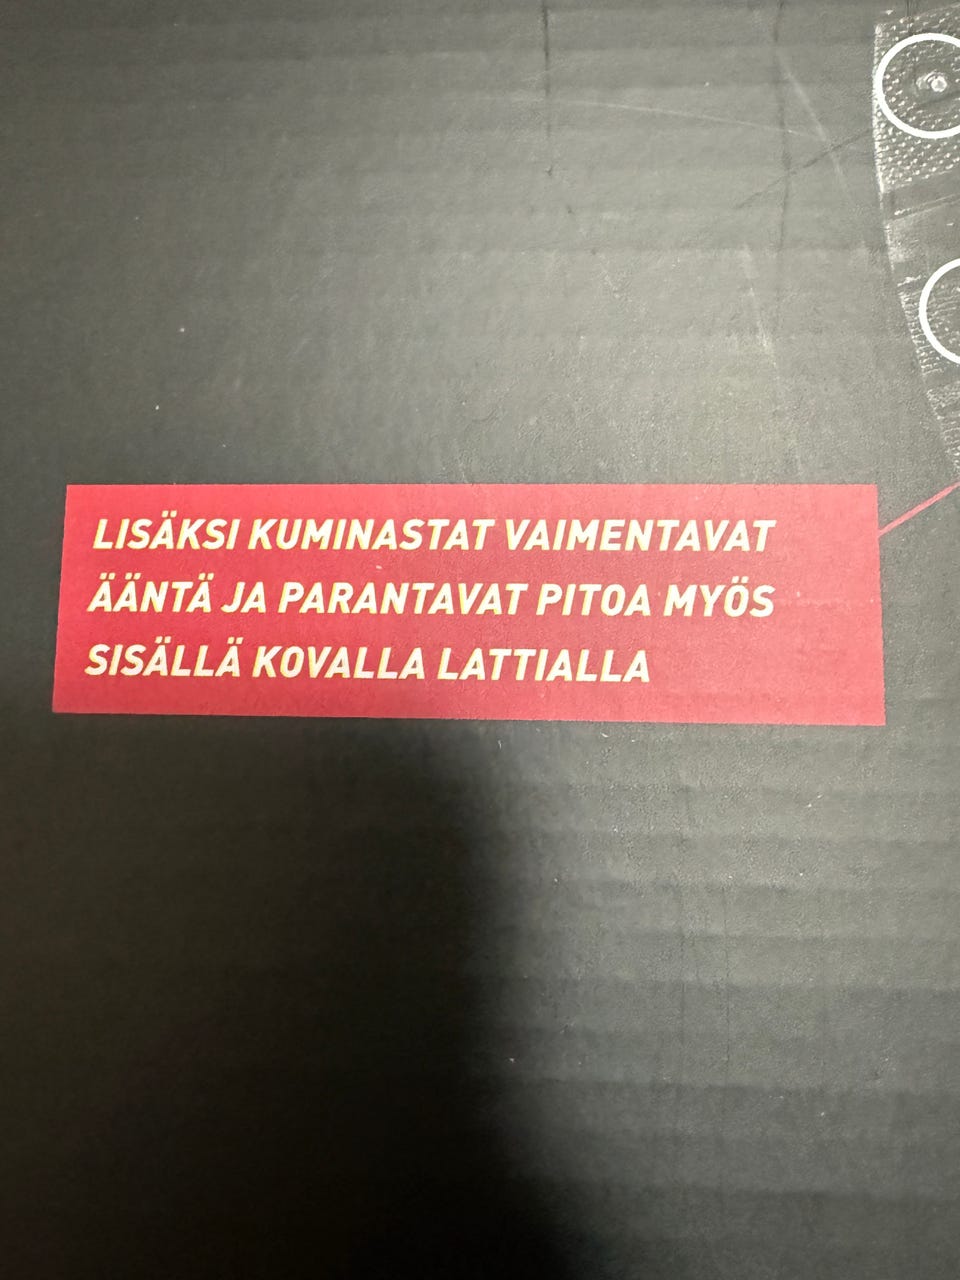 LISÄKSI KUMINASTAT VAIMENTAVAT
ÄÄNTÄ JA PARANTAVAT PITOA MYÖS
SISÄLLÄ KOVALLA LATTIALLA